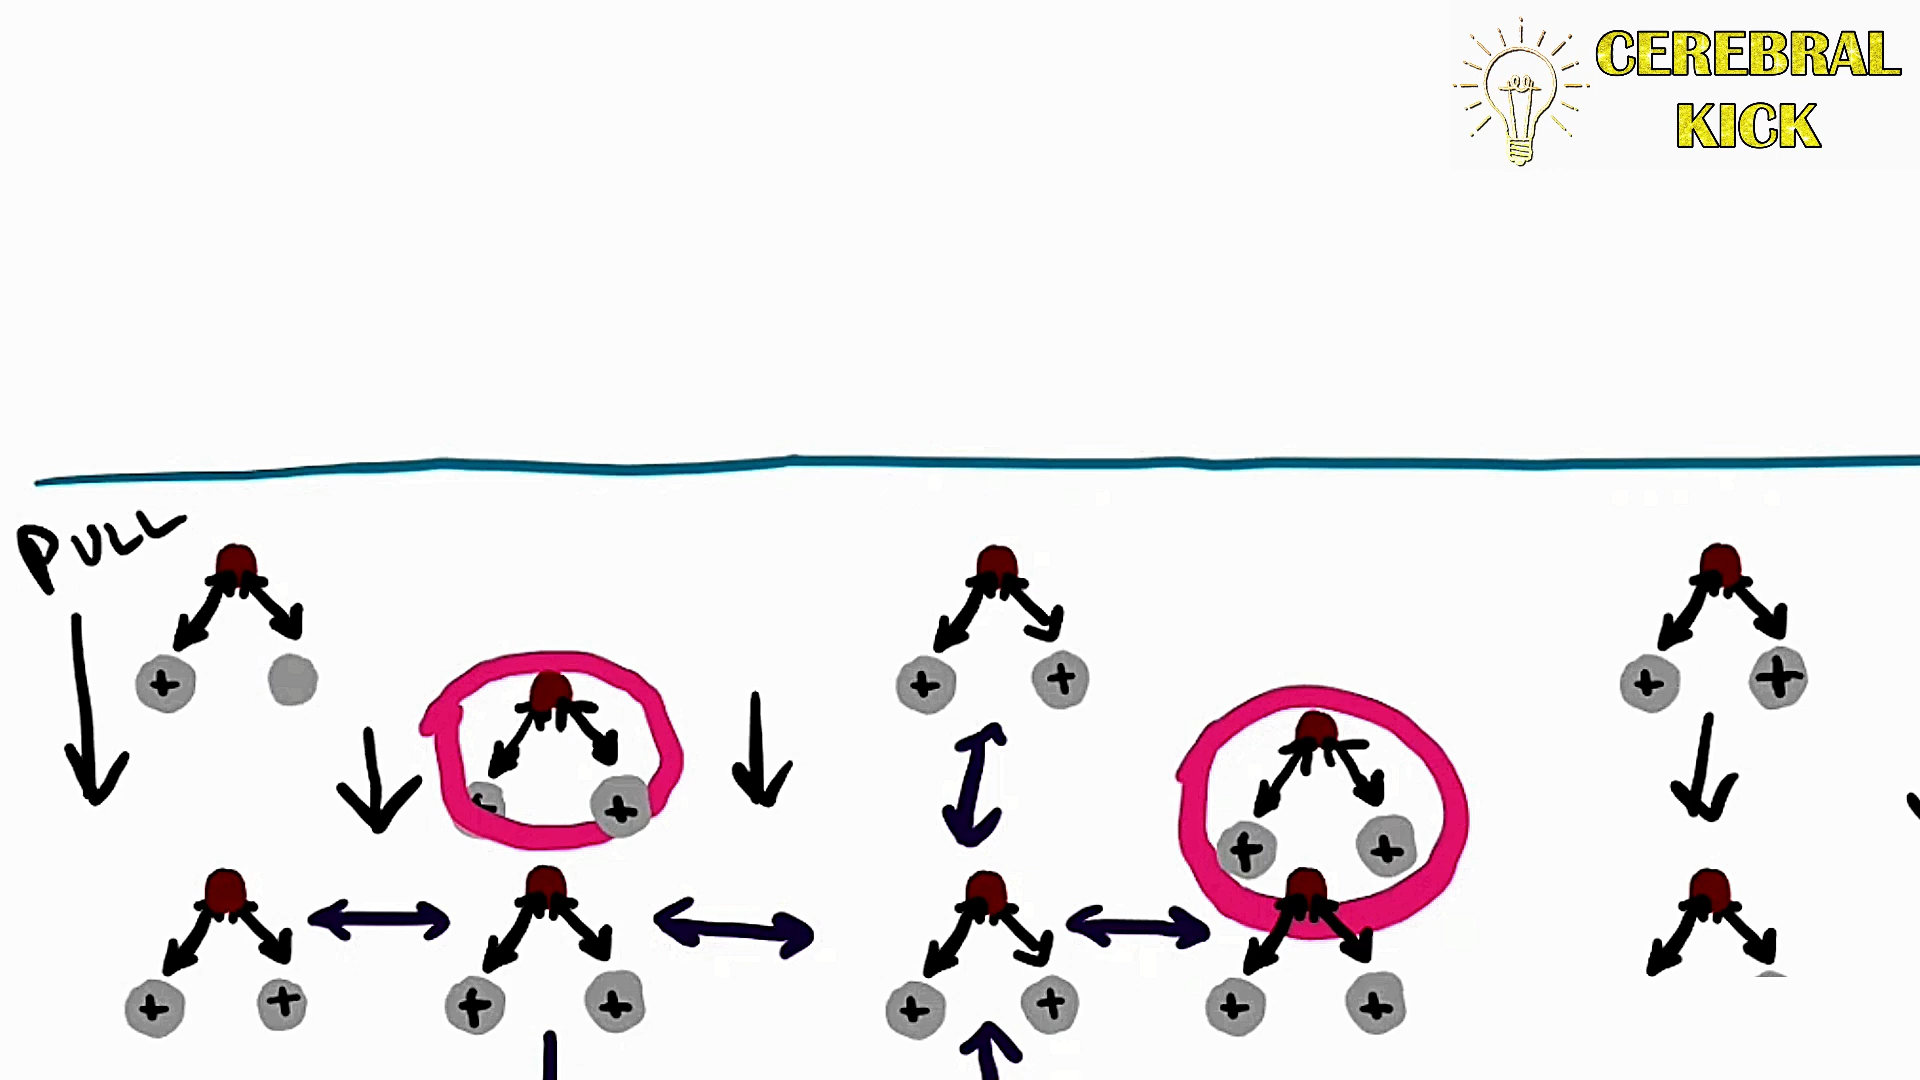 CEREBRAL
KICK
PULL
+ + + + +
+ +
+ +
+ + + + + + + +